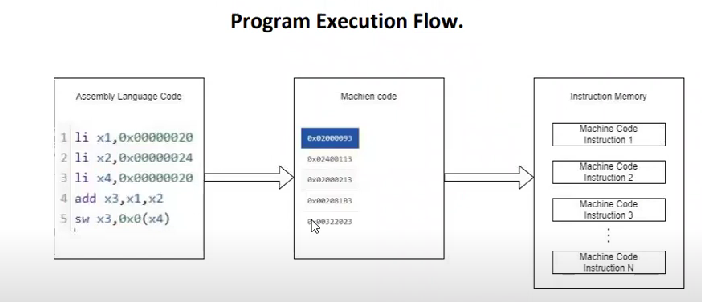 Program Execution Flow.
Assembly Language Code
1 li x1,0x00000020
2 li x2,0x00000024
3 li x4,0x00000020
4 add x3,x1,x2
5 sw x3,0x0(x4)
Machien code
0x02000093
0x02400113
0x02000213
0x002081B3
0x00322023
Instruction Memory
Machine Code
Instruction 1
Machine Code
Instruction 2
Machine Code
Instruction 3
Machine Code
Instruction N